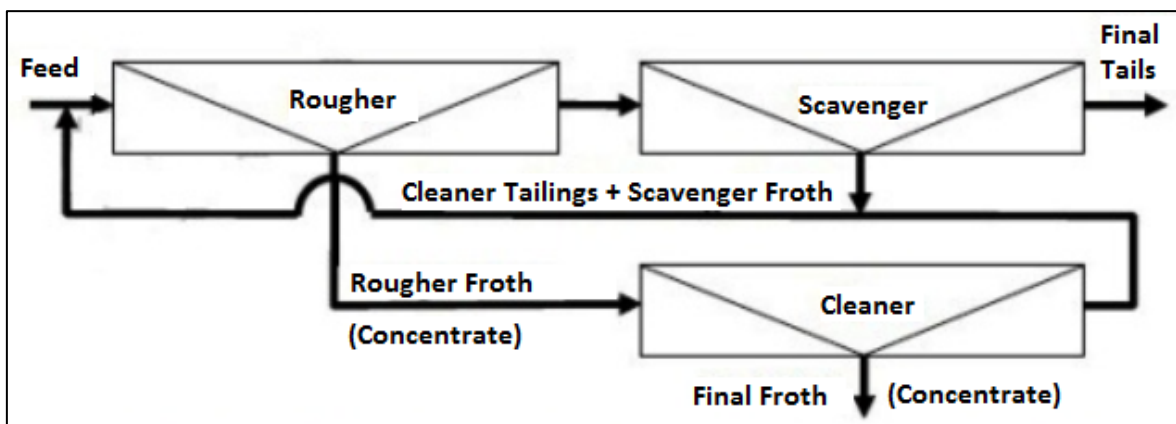 Feed
Rougher
Scavenger
Final
Tails
Cleaner Tailings + Scavenger Froth
Rougher Froth
(Concentrate)
Cleaner
Final Froth (Concentrate)